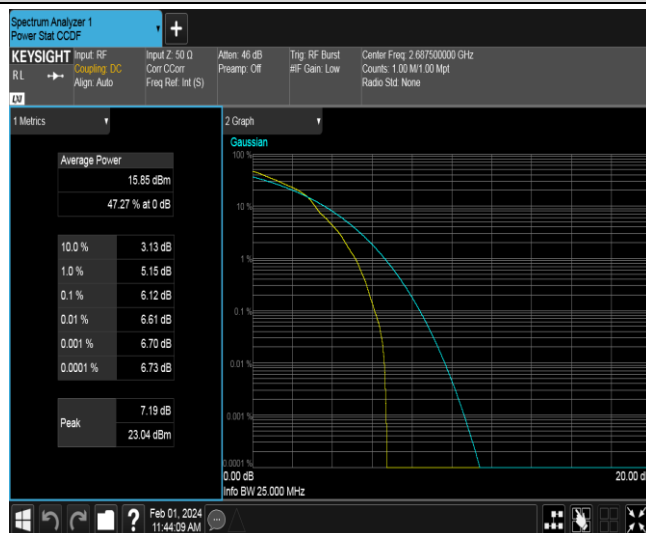 Spectrum Analyzer 1
Power Stat CCDF
KEYSIGHT
RL
LXI
Input: RF
Coupling: DC
Align: Auto
Input Z: 50 Ω
Corr CCorr
Freq Ref: Int (S)
Atten: 46 dB
Preamp: Off
Trig: RF Burst
#IF Gain: Low
Center Freq: 2.687500000 GHz
Counts: 1.00 M/1.00 Mpt
Radio Std: None
1 Metrics
Average Power
15.85 dBm
47.27 % at 0 dB
10.0 % 3.13 dB
1.0 % 5.15 dB
0.1 % 6.12 dB
0.01 % 6.61 dB
0.001 % 6.70 dB
0.0001 % 6.73 dB
Peak
7.19 dB
23.04 dBm
2 Graph
Gaussian
100 %
10 %
1 %
0.1 %
0.01 %
0.001 %
0.0001 %
0.00 dB
20.00 d
Info BW 25.000 MHz
?
Feb 01, 2024
11:44:09 AM